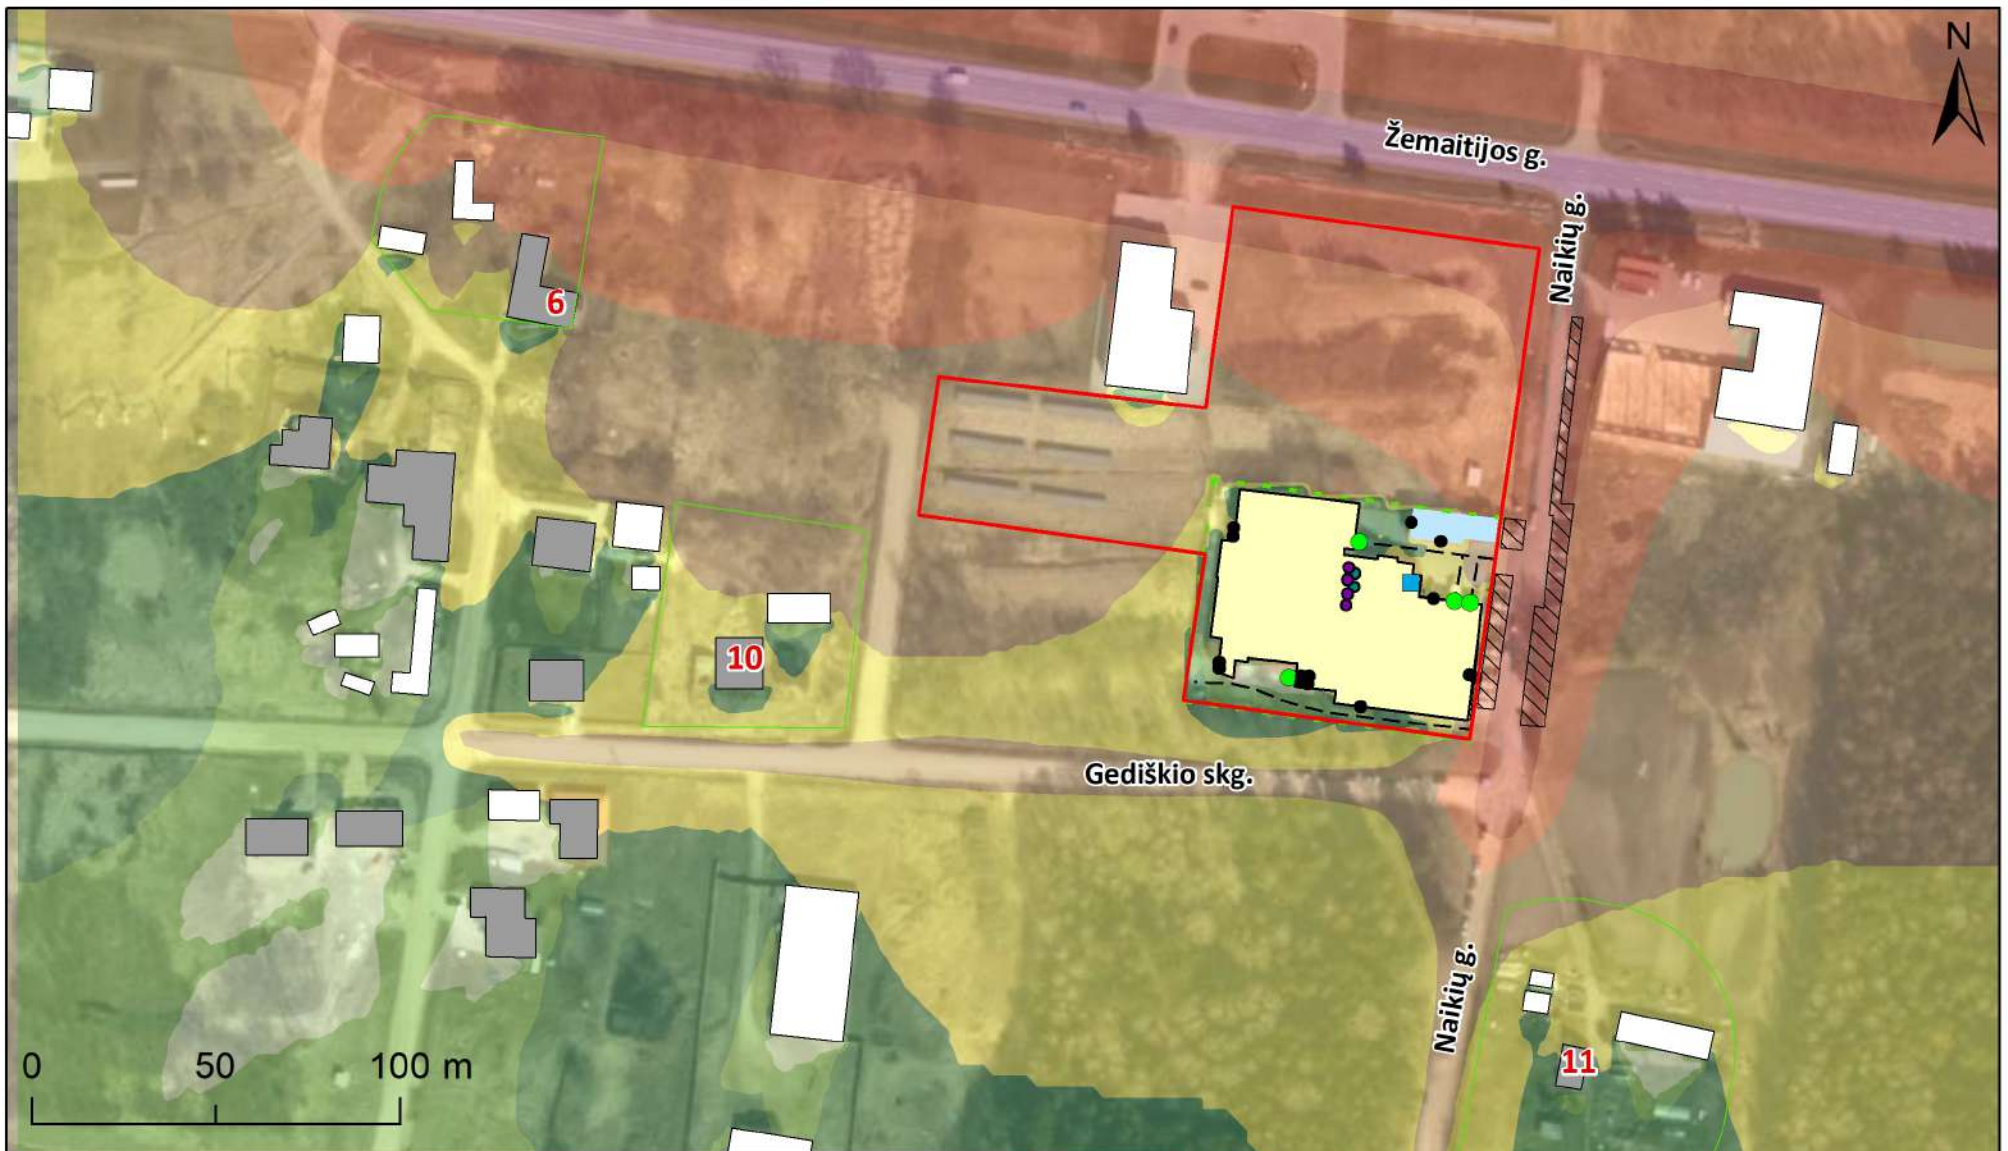 N
Žemaitijos g.
Naikių g.
6
10
Gediškio skg.
Naikių g.
11
0 50 100 m